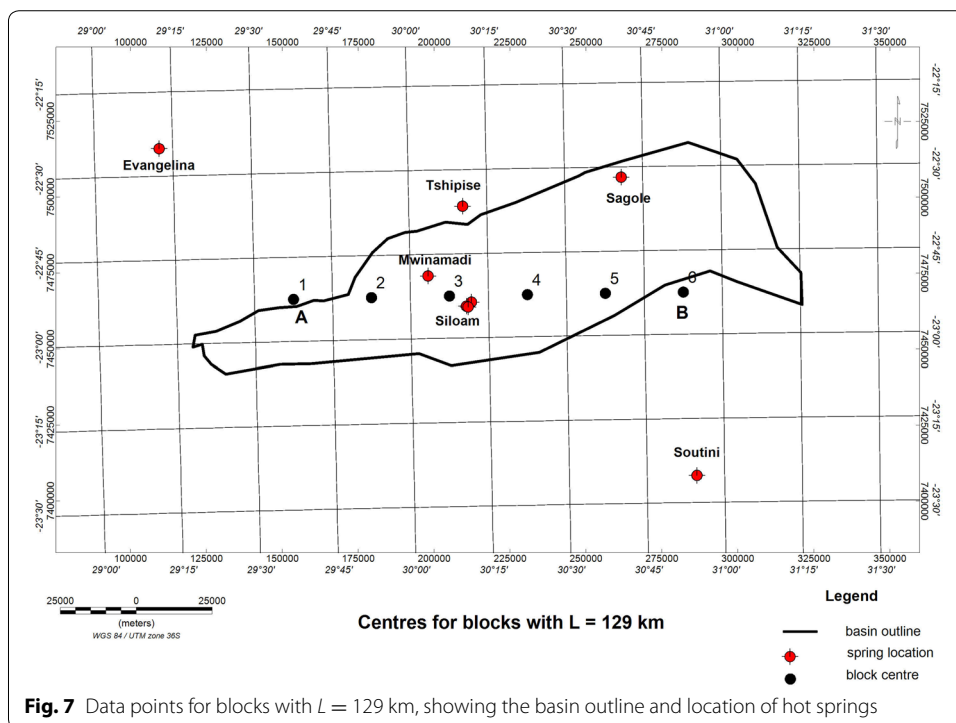 29°00' 29°15' 29°30' 29°45' 30°00' 30°15' 30°30' 30°45' 31°00' 31°15' 31°30'
100000 125000 150000 175000 200000 225000 250000 275000 300000 325000 350000
-22°15' -22°15'
7525000 7525000
N
Evangelina
-22°30' -22°30'
Tshipise
Sagole
7500000 7500000
-22°45' -22°45'
Mwinamadi
7475000 7475000
1 2 3 4 5 6
A Siloam B
-23°00' -23°00'
7450000 7450000
-23°15' -23°15'
7425000 7425000
Soutini
-23°30' -23°30'
7400000 7400000
100000 125000 150000 175000 200000 225000 250000 275000 300000 325000 350000
29°00' 29°15' 29°30' 29°45' 30°00' 30°15' 30°30' 30°45' 31°00' 31°15' 31°30'
25000 0 25000
(meters)
WGS 84 / UTM zone 36S
Centres for blocks with L = 129 km
Legend
basin outline
spring location
block centre
Fig. 7 Data points for blocks with L = 129 km, showing the basin outline and location of hot springs